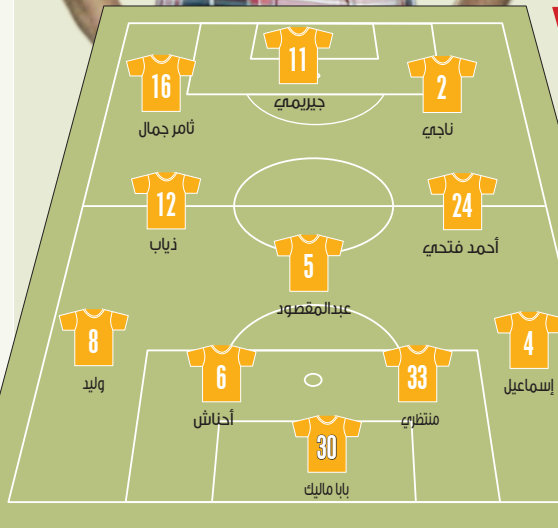 11
جيريمي
16
ثامر جمال
2
ناجي
12
ذياب
24
أحمد فتحي
5
عبدالمقصود
8
وليد
4
إسماعيل
6
أحناش
33
منتظري
30
بابا ماليك